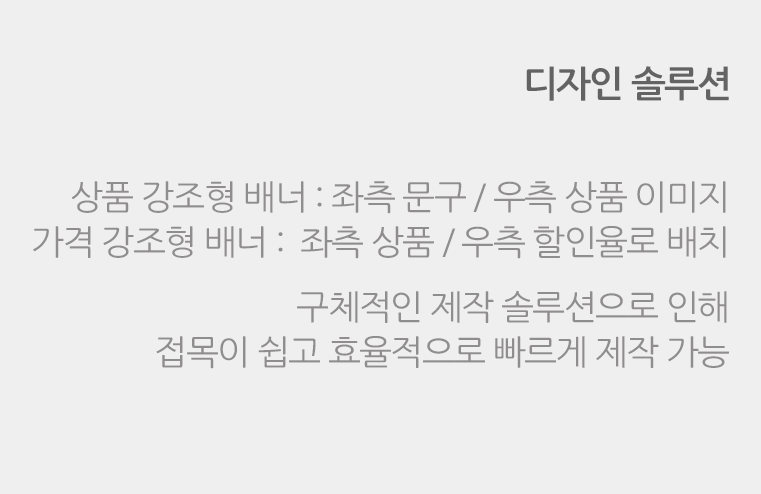 디자인 솔루션
상품 강조형 배너 : 좌측 문구 / 우측 상품 이미지
가격 강조형 배너 : 좌측 상품 / 우측 할인율로 배치
구체적인 제작 솔루션으로 인해
접목이 쉽고 효율적으로 빠르게 제작 가능